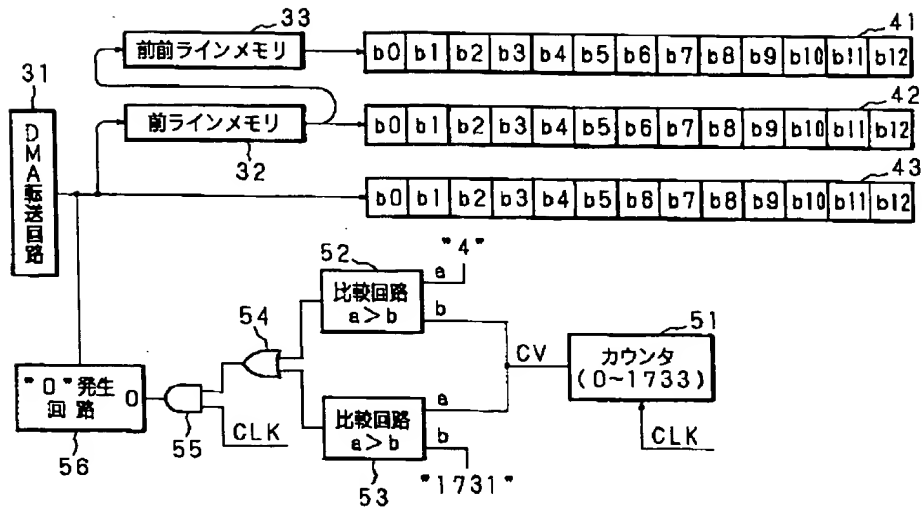 33
前前ラインメモリ
41
b0 b1 b2 b3 b4 b5 b6 b7 b8 b9 b10 b11 b12
31
DMA転送回路
前ラインメモリ
32
42
b0 b1 b2 b3 b4 b5 b6 b7 b8 b9 b10 b11 b12
43
b0 b1 b2 b3 b4 b5 b6 b7 b8 b9 b10 b11 b12
"4"
52
比較回路
a>b
a
b
54
51
カウンタ
(0~1733)
CV
CLK
"0"発生
回路
0
56
55
CLK
比較回路
a>b
a
b
53
"1731"